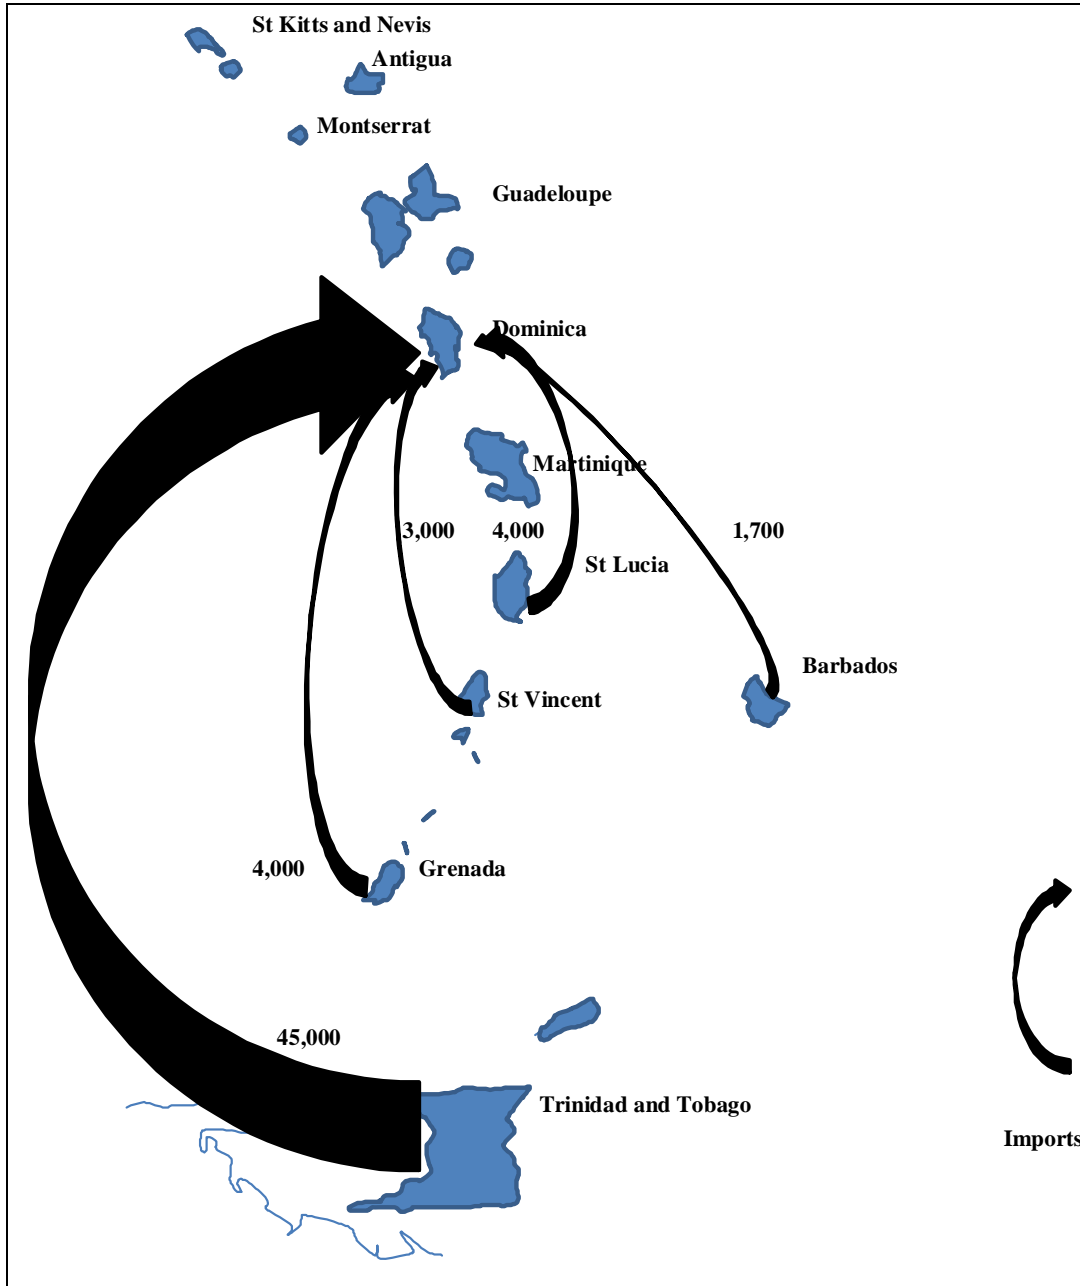 St Kitts and Nevis
Antigua
Montserrat
Guadeloupe
Dominica
Martinique
3,000
4,000
1,700
St Lucia
Barbados
St Vincent
4,000
Grenada
45,000
Trinidad and Tobago
Imports